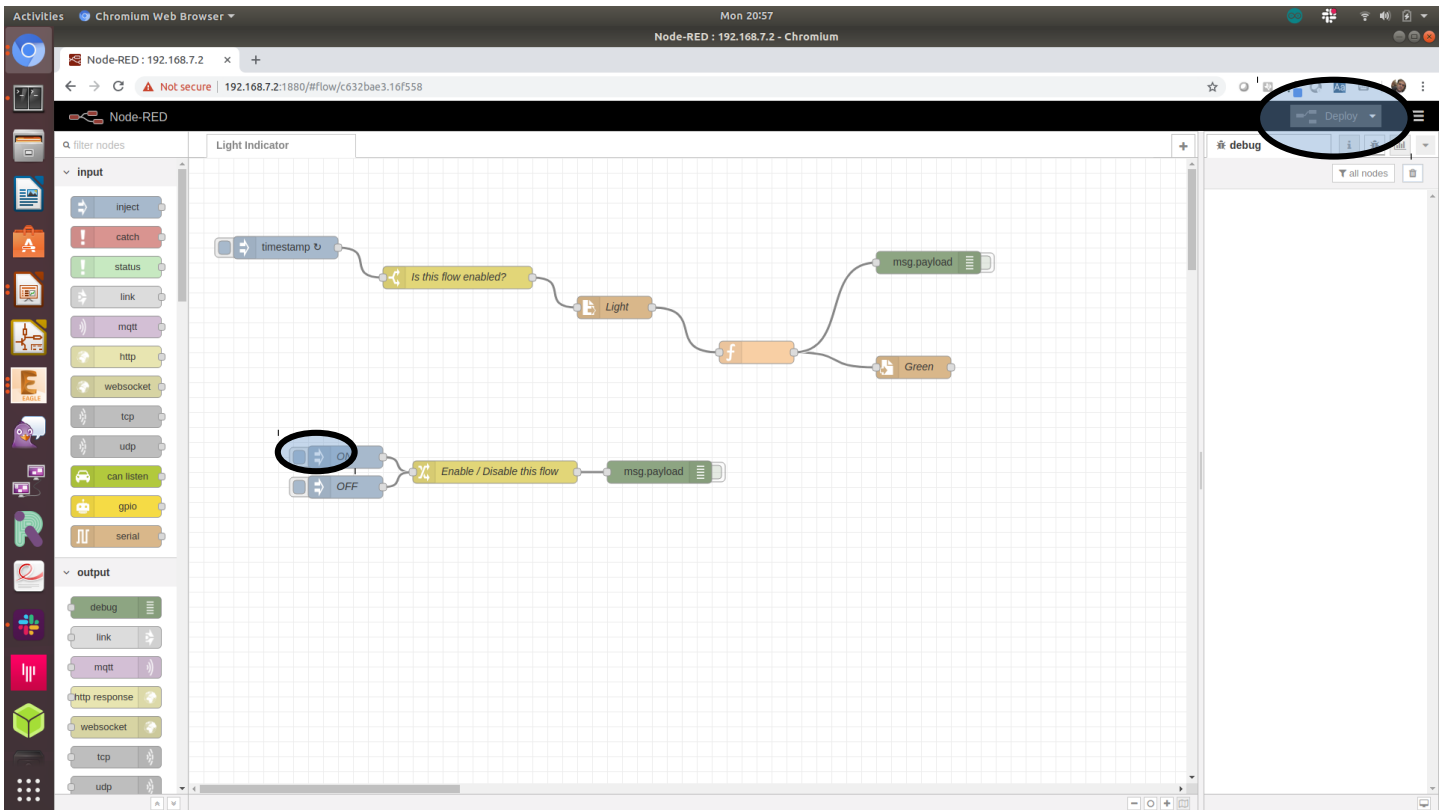 Activities
Chromium Web Browser
Mon 20:57
Node-RED : 192.168.7.2 - Chromium
Node-RED : 192.168.7.2
Not secure
192.168.7.2:1880/#flow/c632bae3.16f558
Node-RED
Deploy
filter nodes
Light Indicator
debug
all nodes
input
inject
catch
status
link
mqtt
http
websocket
tcp
udp
can listen
gpio
serial
output
debug
link
mqtt
http response
websocket
tcp
udp
timestamp ↻
Is this flow enabled?
Light
msg.payload
Green
ON
OFF
Enable / Disable this flow
msg.payload
EAGLE